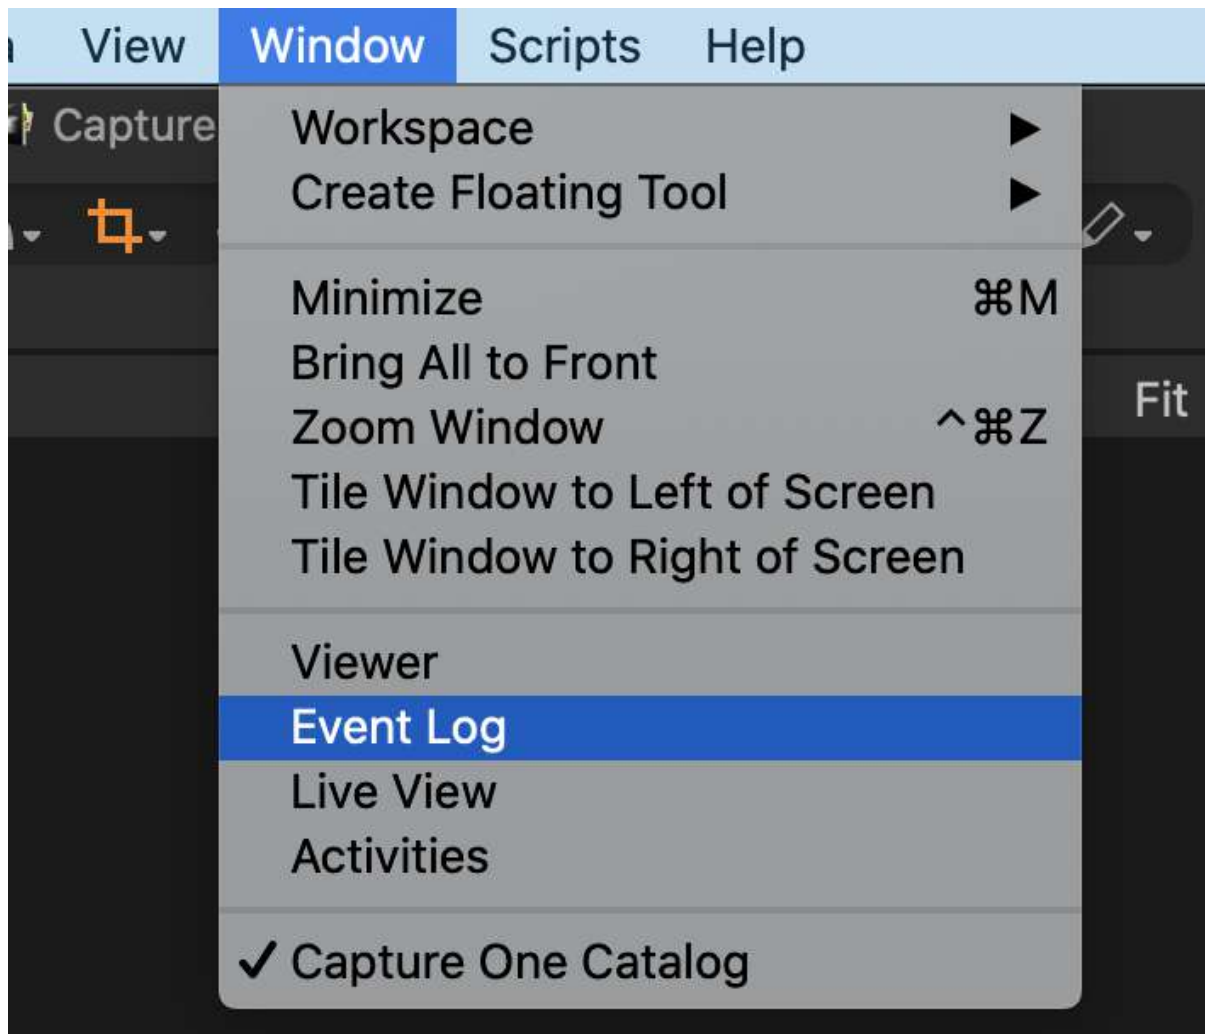 View Window Scripts Help
Capture
Workspace ▶
Create Floating Tool ▶
Minimize ⌘M
Bring All to Front
Fit
Zoom Window ^⌘Z
Tile Window to Left of Screen
Tile Window to Right of Screen
Viewer
Event Log
Live View
Activities
✓ Capture One Catalog